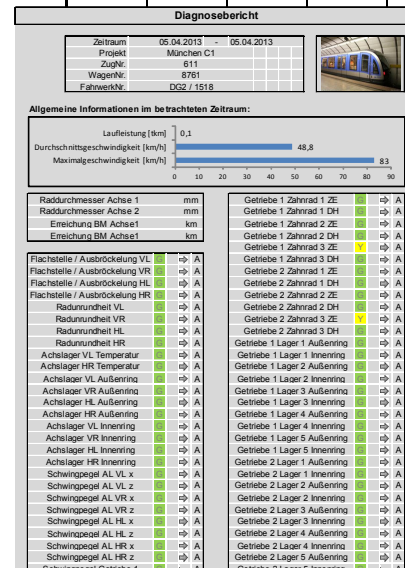 Diagnosebericht
Zeitraum 05.04.2013 - 05.04.2013
Projekt München C1
ZugNr. 611
WagenNr. 8761
FahrwerkNr. DG2 / 1518
Allgemeine Informationen im betrachteten Zeitraum:
Laufleistung [tkm] 0,1
Durchschnittsgeschwindigkeit [km/h] 48,8
Maximalgeschwindigkeit [km/h] 83
0 10 20 30 40 50 60 70 80 90
Raddurchmesser Achse 1 mm
Raddurchmesser Achse 2 mm
Erreichung BM Achse1 km
Erreichung BM Achse1 km
Flachstelle / Ausbröckelung VL G ⇨ A
Flachstelle / Ausbröckelung VR G ⇨ A
Flachstelle / Ausbröckelung HL G ⇨ A
Flachstelle / Ausbröckelung HR G ⇨ A
Radunrundheit VL G ⇨ A
Radunrundheit VR G ⇨ A
Radunrundheit HL G ⇨ A
Radunrundheit HR G ⇨ A
Achslager VL Temperatur G ⇨ A
Achslager HR Temperatur G ⇨ A
Achslager VL Außenring G ⇨ A
Achslager VR Außenring G ⇨ A
Achslager HL Außenring G ⇨ A
Achslager HR Außenring G ⇨ A
Achslager VL Innenring G ⇨ A
Achslager VR Innenring G ⇨ A
Achslager HL Innenring G ⇨ A
Achslager HR Innenring G ⇨ A
Schwingpegel AL VL x G ⇨ A
Schwingpegel AL VL z G ⇨ A
Schwingpegel AL VR x G ⇨ A
Schwingpegel AL VR z G ⇨ A
Schwingpegel AL HL x G ⇨ A
Schwingpegel AL HL z G ⇨ A
Schwingpegel AL HR x G ⇨ A
Schwingpegel AL HR z G ⇨ A
Getriebe 1 Zahnrad 1 ZE G ⇨ A
Getriebe 1 Zahnrad 1 DH G ⇨ A
Getriebe 1 Zahnrad 2 ZE G ⇨ A
Getriebe 1 Zahnrad 2 DH G ⇨ A
Getriebe 1 Zahnrad 3 ZE Y ⇨ A
Getriebe 1 Zahnrad 3 DH G ⇨ A
Getriebe 2 Zahnrad 1 ZE G ⇨ A
Getriebe 2 Zahnrad 1 DH G ⇨ A
Getriebe 2 Zahnrad 2 ZE G ⇨ A
Getriebe 2 Zahnrad 2 DH G ⇨ A
Getriebe 2 Zahnrad 3 ZE Y ⇨ A
Getriebe 2 Zahnrad 3 DH G ⇨ A
Getriebe 1 Lager 1 Außenring G ⇨ A
Getriebe 1 Lager 1 Innenring G ⇨ A
Getriebe 1 Lager 2 Außenring G ⇨ A
Getriebe 1 Lager 2 Innenring G ⇨ A
Getriebe 1 Lager 3 Außenring G ⇨ A
Getriebe 1 Lager 3 Innenring G ⇨ A
Getriebe 1 Lager 4 Außenring G ⇨ A
Getriebe 1 Lager 4 Innenring G ⇨ A
Getriebe 1 Lager 5 Außenring G ⇨ A
Getriebe 1 Lager 5 Innenring G ⇨ A
Getriebe 2 Lager 1 Außenring G ⇨ A
Getriebe 2 Lager 1 Innenring G ⇨ A
Getriebe 2 Lager 2 Außenring G ⇨ A
Getriebe 2 Lager 2 Innenring G ⇨ A
Getriebe 2 Lager 3 Außenring G ⇨ A
Getriebe 2 Lager 3 Innenring G ⇨ A
Getriebe 2 Lager 4 Außenring G ⇨ A
Getriebe 2 Lager 4 Innenring G ⇨ A
Getriebe 2 Lager 5 Außenring G ⇨ A